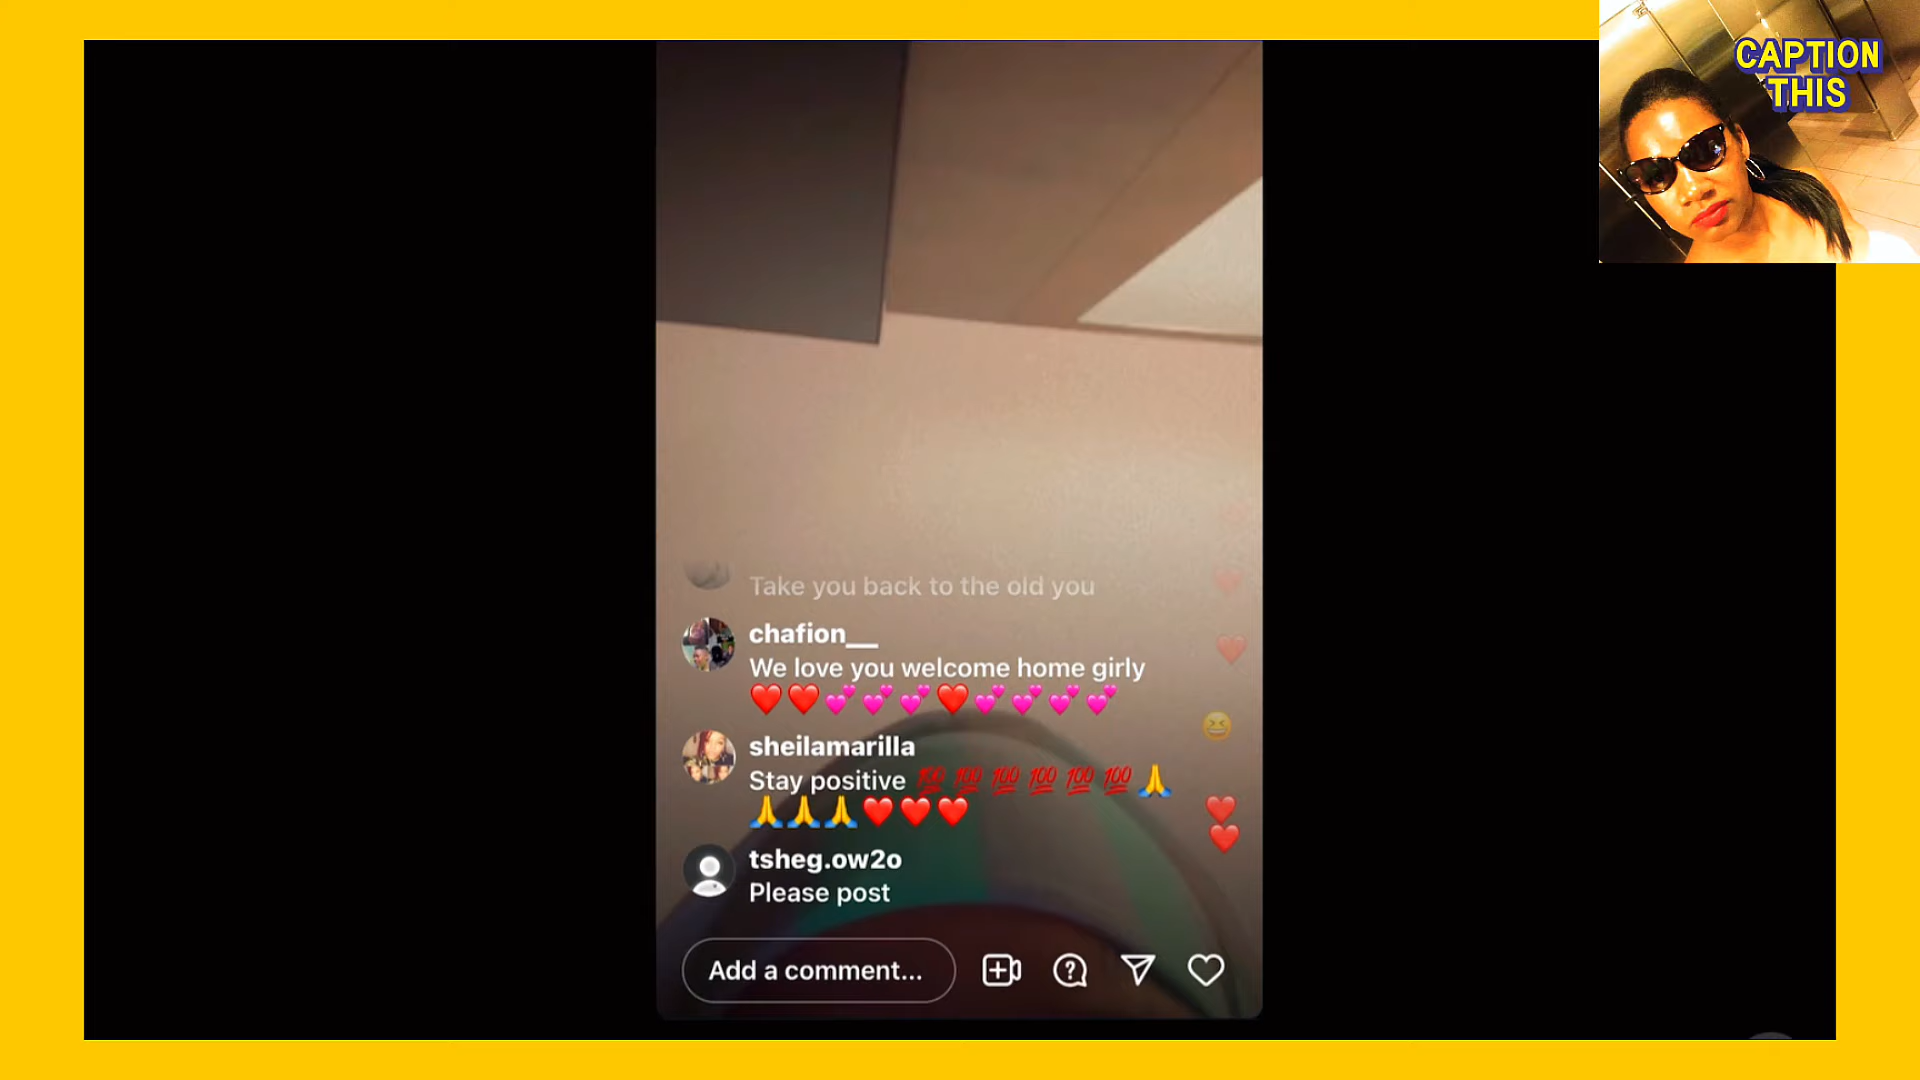 CAPTION
THIS
Take you back to the old you
chafion__
We love you welcome home girly
❤️❤️💕💕💕❤️💕💕💕💕
sheilamarilla
Stay positive 💯💯💯💯💯💯🙏
🙏🙏🙏❤️❤️❤️
tsheg.ow2o
Please post
Add a comment...